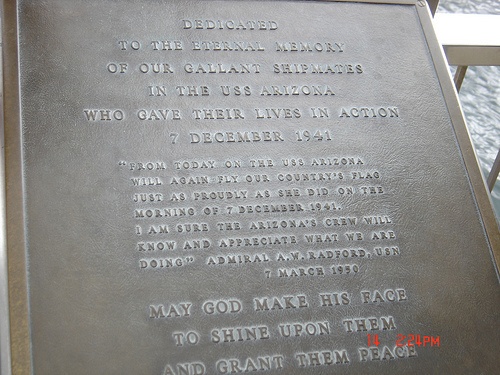 DEDICATED
TO THE ETERNAL MEMORY
OF OUR GALLANT SHIPMATES
IN THE USS ARIZONA
WHO GAVE THEIR LIVES IN ACTION
7 DECEMBER 1941
"FROM TODAY ON THE USS ARIZONA
WILL AGAIN FLY OUR COUNTRY'S FLAG
JUST AS PROUDLY AS SHE DID ON THE
MORNING OF 7 DECEMBER 1941.
I AM SURE THE ARIZONA'S CREW WILL
KNOW AND APPRECIATE WHAT WE ARE
DOING" ADMIRAL A.W. RADFORD, USN
7 MARCH 1950
MAY GOD MAKE HIS FACE
TO SHINE UPON THEM
AND GRANT THEM PEACE
2:24PM